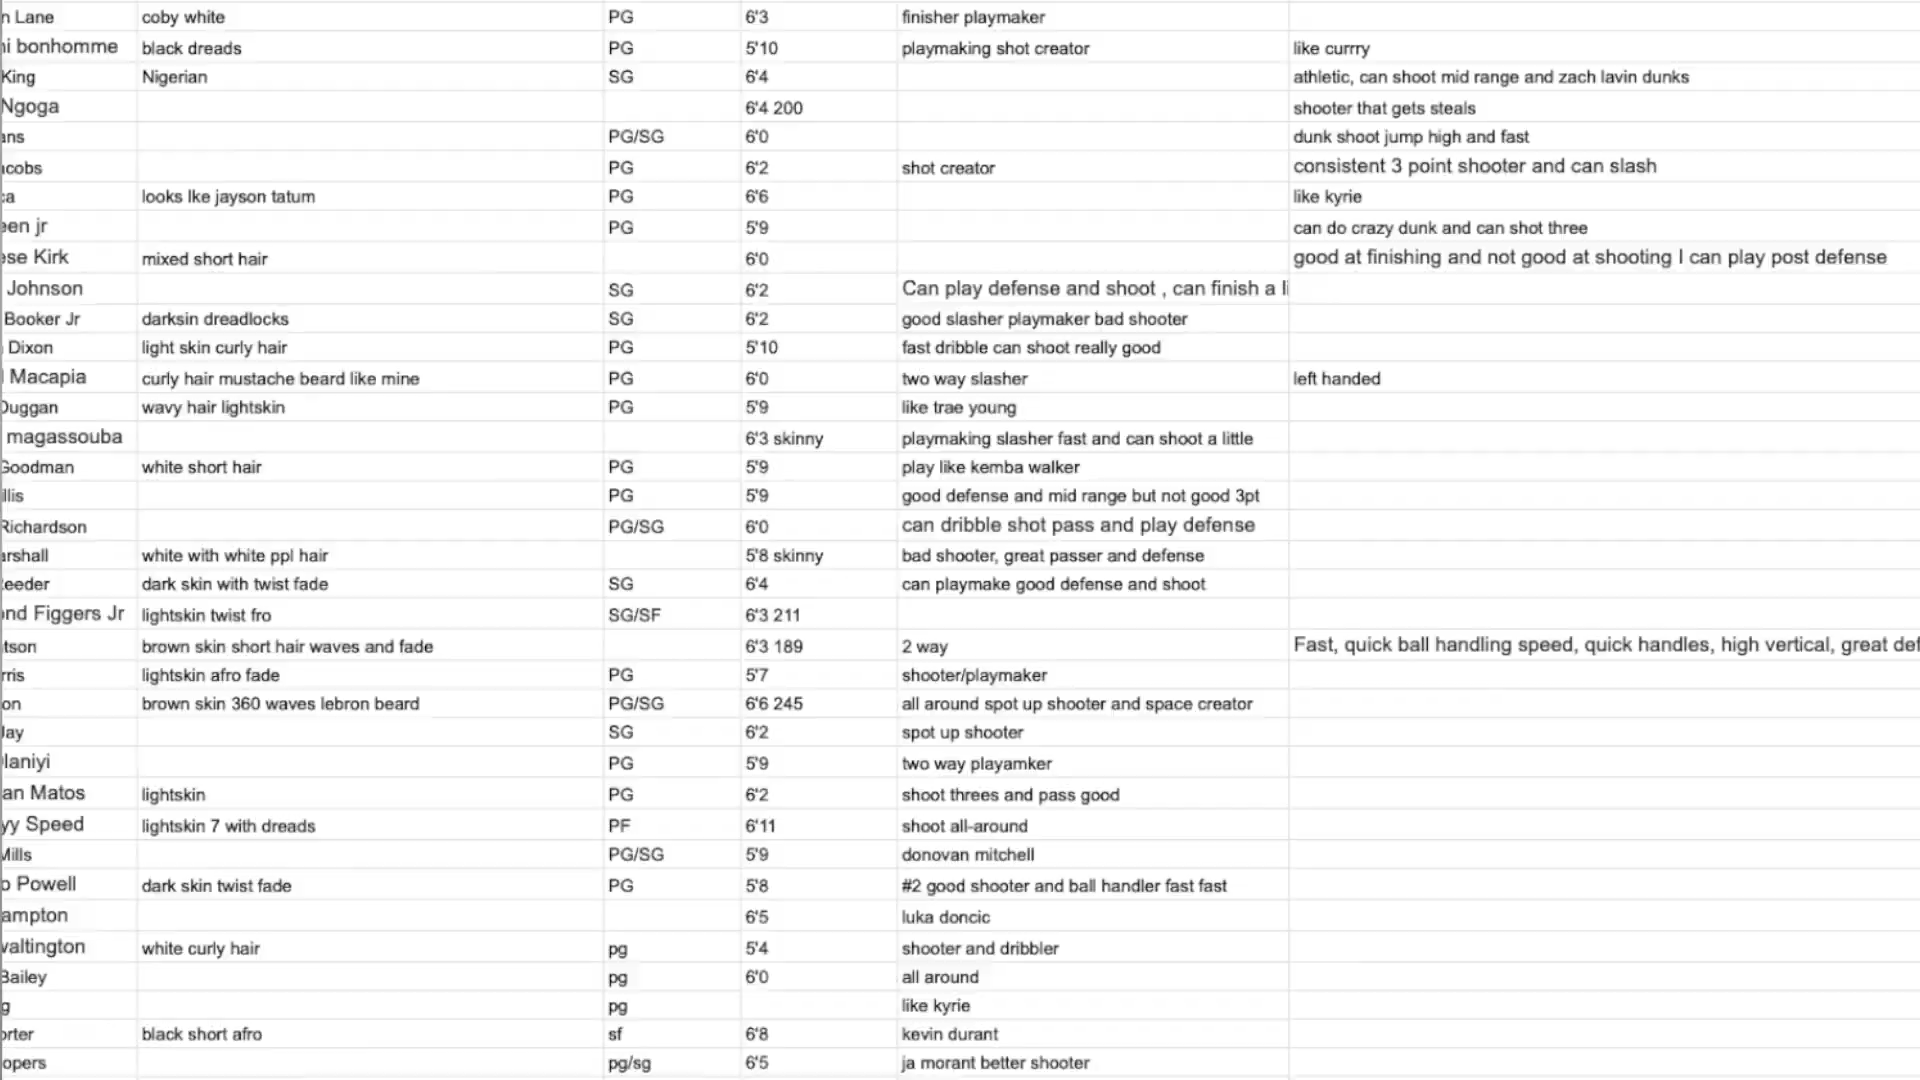 n Lane coby white PG 6'3 finisher playmaker
ni bonhomme black dreads PG 5'10 playmaking shot creator like currry
King Nigerian SG 6'4 athletic, can shoot mid range and zach lavin dunks
Ngoga 6'4 200 shooter that gets steals
ans PG/SG 6'0 dunk shoot jump high and fast
acobs PG 6'2 shot creator consistent 3 point shooter and can slash
ca looks lke jayson tatum PG 6'6 like kyrie
een jr PG 5'9 can do crazy dunk and can shot three
ese Kirk mixed short hair 6'0 good at finishing and not good at shooting I can play post defense
Johnson SG 6'2 Can play defense and shoot , can finish a li
Booker Jr darksin dreadlocks SG 6'2 good slasher playmaker bad shooter
Dixon light skin curly hair PG 5'10 fast dribble can shoot really good
l Macapia curly hair mustache beard like mine PG 6'0 two way slasher left handed
Duggan wavy hair lightskin PG 5'9 like trae young
magassouba 6'3 skinny playmaking slasher fast and can shoot a little
Goodman white short hair PG 5'9 play like kemba walker
llis PG 5'9 good defense and mid range but not good 3pt
Richardson PG/SG 6'0 can dribble shot pass and play defense
arshall white with white ppl hair 5'8 skinny bad shooter, great passer and defense
Reeder dark skin with twist fade SG 6'4 can playmake good defense and shoot
ond Figgers Jr lightskin twist fro SG/SF 6'3 211
tson brown skin short hair waves and fade 6'3 189 2 way Fast, quick ball handling speed, quick handles, high vertical, great def
rris lightskin afro fade PG 5'7 shooter/playmaker
on brown skin 360 waves lebron beard PG/SG 6'6 245 all around spot up shooter and space creator
Jay SG 6'2 spot up shooter
laniyi PG 5'9 two way playamker
an Matos lightskin PG 6'2 shoot threes and pass good
yy Speed lightskin 7 with dreads PF 6'11 shoot all-around
Mills PG/SG 5'9 donovan mitchell
o Powell dark skin twist fade PG 5'8 #2 good shooter and ball handler fast fast
ampton 6'5 luka doncic
waltington white curly hair pg 5'4 shooter and dribbler
Bailey pg 6'0 all around
g pg like kyrie
orter black short afro sf 6'8 kevin durant
opers pg/sg 6'5 ja morant better shooter